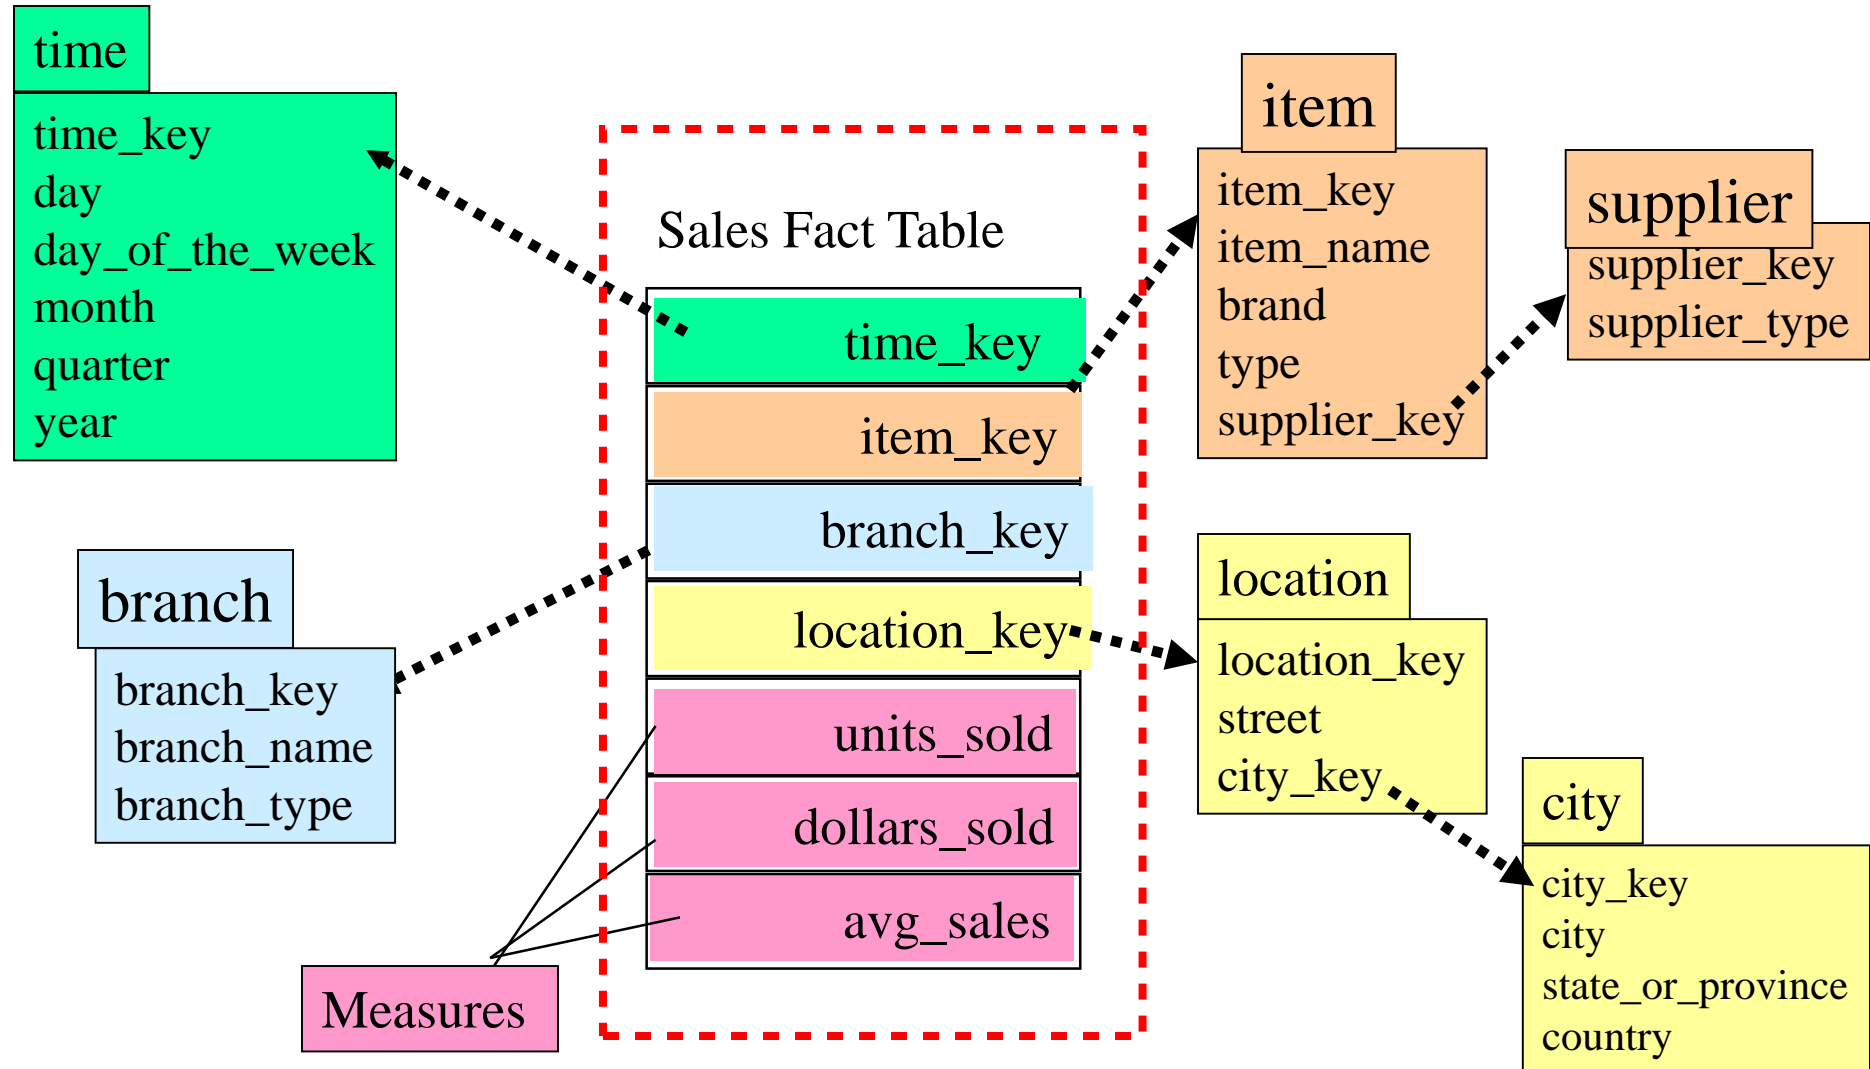 time
time_key
day
day_of_the_week
month
quarter
year
branch
branch_key
branch_name
branch_type
Measures
Sales Fact Table
time_key
item_key
branch_key
location_key
units_sold
dollars_sold
avg_sales
item
item_key
item_name
brand
type
supplier_key
supplier
supplier_key
supplier_type
location
location_key
street
city_key
city
city_key
city
state_or_province
country